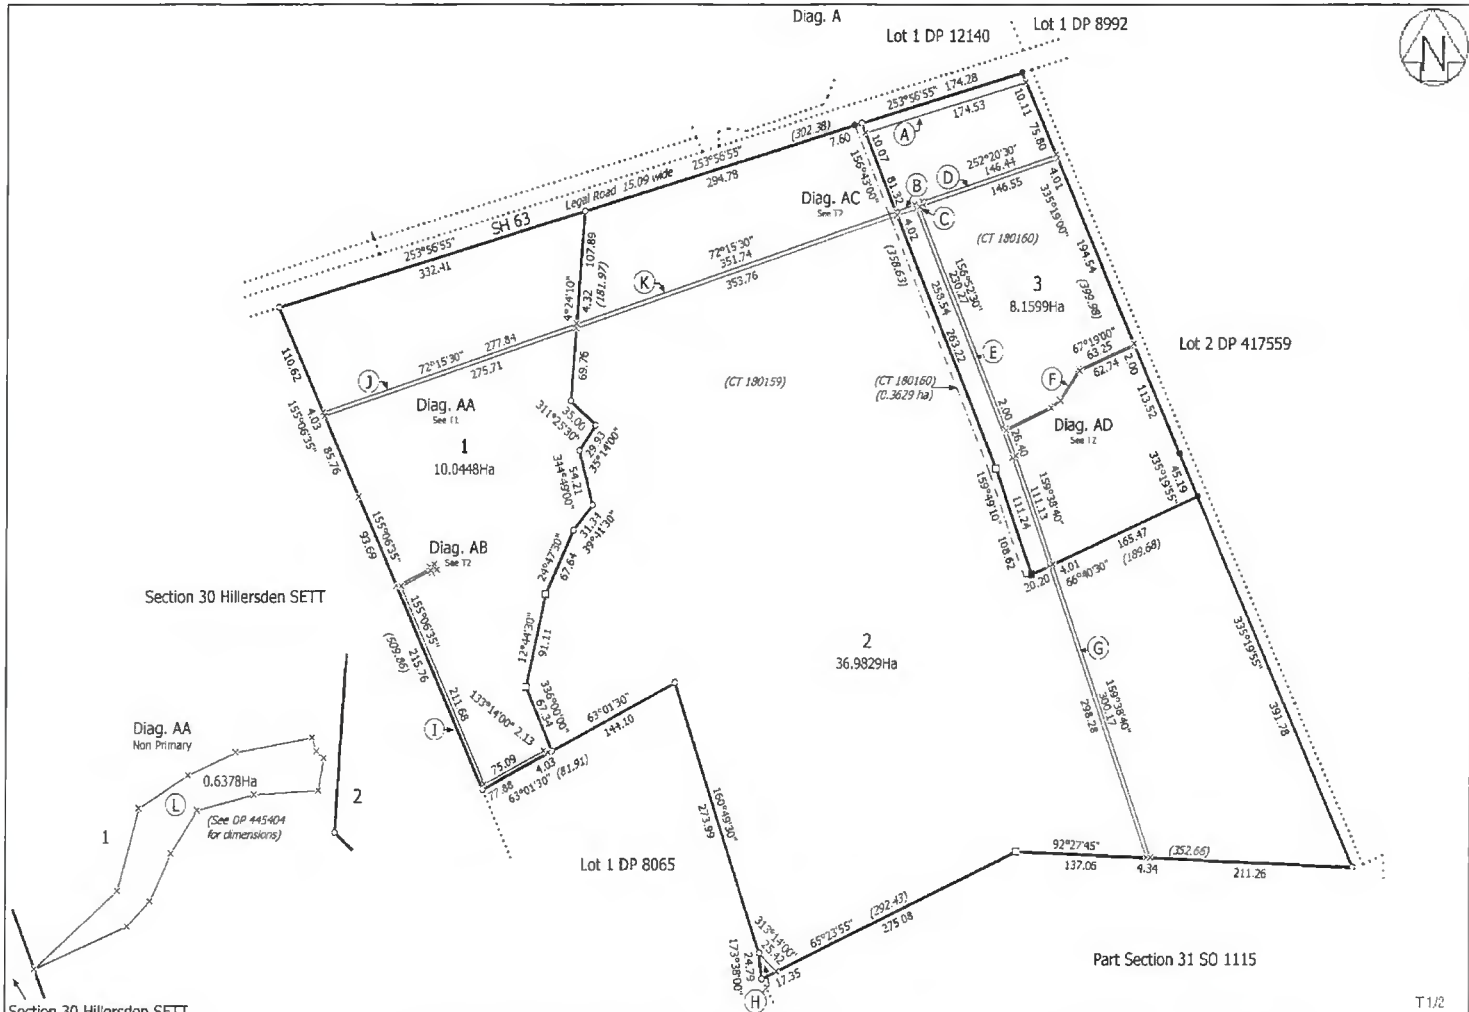 Diag. A
Lot 1 DP 12140
Lot 1 DP 8992
N
253°56'55" 174.28
174.53
A
10.11
75.80
(302.38)
7.60
10.07
156°43'00"
81.32
253°56'55"
294.78
Legal Road 15.09 wide
SH 63
253°56'55"
332.41
252°20'30"
146.44
146.55
D
B
C
4.01
335°19'00"
Diag. AC
See T2
4.02
(358.63)
(CT 180160)
107.89
(181.97)
4°24'10"
4.32
72°15'30"
351.74
353.76
K
156°52'30"
230.27
3
8.1599Ha
194.54
(399.98)
258.54
263.22
E
67°19'00"
63.25
62.74
F
2.00
Lot 2 DP 417559
110.62
277.84
72°15'30"
275.71
J
69.76
(CT 180159)
(CT 180160)
(0.3629 ha)
4.03
155°06'35"
Diag. AA
See T1
1
10.0448Ha
311°25'30"
35.00
29.93
35°14'00"
2.00
26.40
Diag. AD
See T2
113.52
45.19
335°19'55"
85.76
54.21
344°49'00"
159°49'10"
159°38'40"
111.13
111.24
155°06'35"
93.69
31.34
39°41'30"
108.62
165.47
(189.68)
Diag. AB
See T2
24°47'30"
67.64
20.20
4.01
66°40'30"
Section 30 Hillersden SETT
155°06'35"
(509.86)
215.76
12°44'30"
91.11
2
36.9829Ha
G
335°19'55"
391.78
211.68
133°14'00" 2.13
336°00'00"
67.34
63°01'30"
144.10
159°38'40"
300.17
298.28
I
75.09
77.88
4.03
63°01'30" (81.91)
Diag. AA
Non Primary
0.6378Ha
L
(See DP 445404
for dimensions)
1
2
160°49'30"
273.99
Lot 1 DP 8065
92°27'45"
137.06
4.34
(352.66)
211.26
65°23'55"
(292.43)
275.08
313°14'00"
25.42
24.79
173°38'00"
17.35
H
Part Section 31 SO 1115
Section 30 Hillersden SETT
T1/2